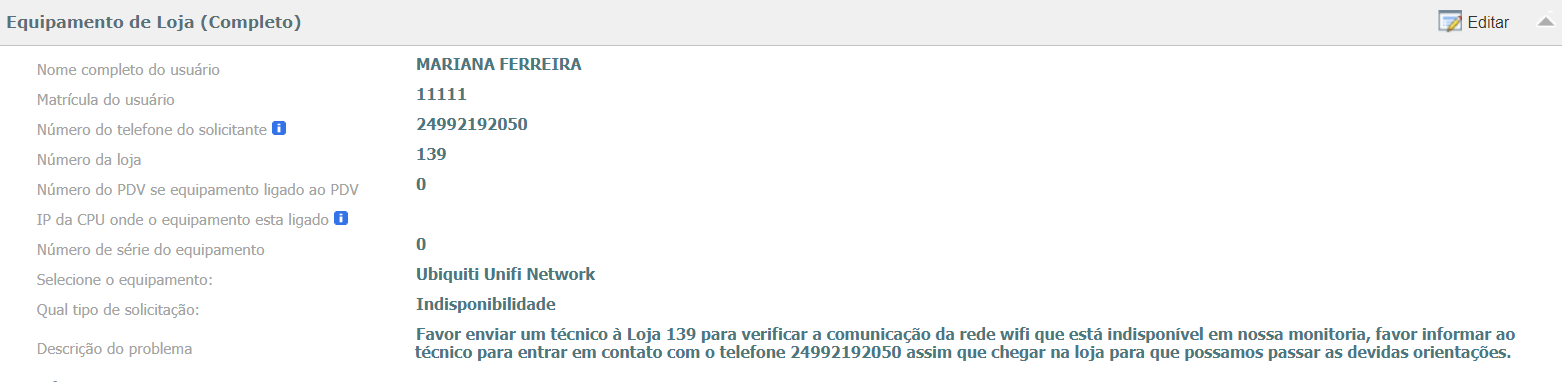 Equipamento de Loja (Completo)
Editar
Nome completo do usuário
MARIANA FERREIRA
Matrícula do usuário
11111
Número do telefone do solicitante
24992192050
Número da loja
139
Número do PDV se equipamento ligado ao PDV
0
IP da CPU onde o equipamento esta ligado
Número de série do equipamento
0
Selecione o equipamento:
Ubiquiti Unifi Network
Qual tipo de solicitação:
Indisponibilidade
Descrição do problema
Favor enviar um técnico à Loja 139 para verificar a comunicação da rede wifi que está indisponível em nossa monitoria, favor informar ao
técnico para entrar em contato com o telefone 24992192050 assim que chegar na loja para que possamos passar as devidas orientações.